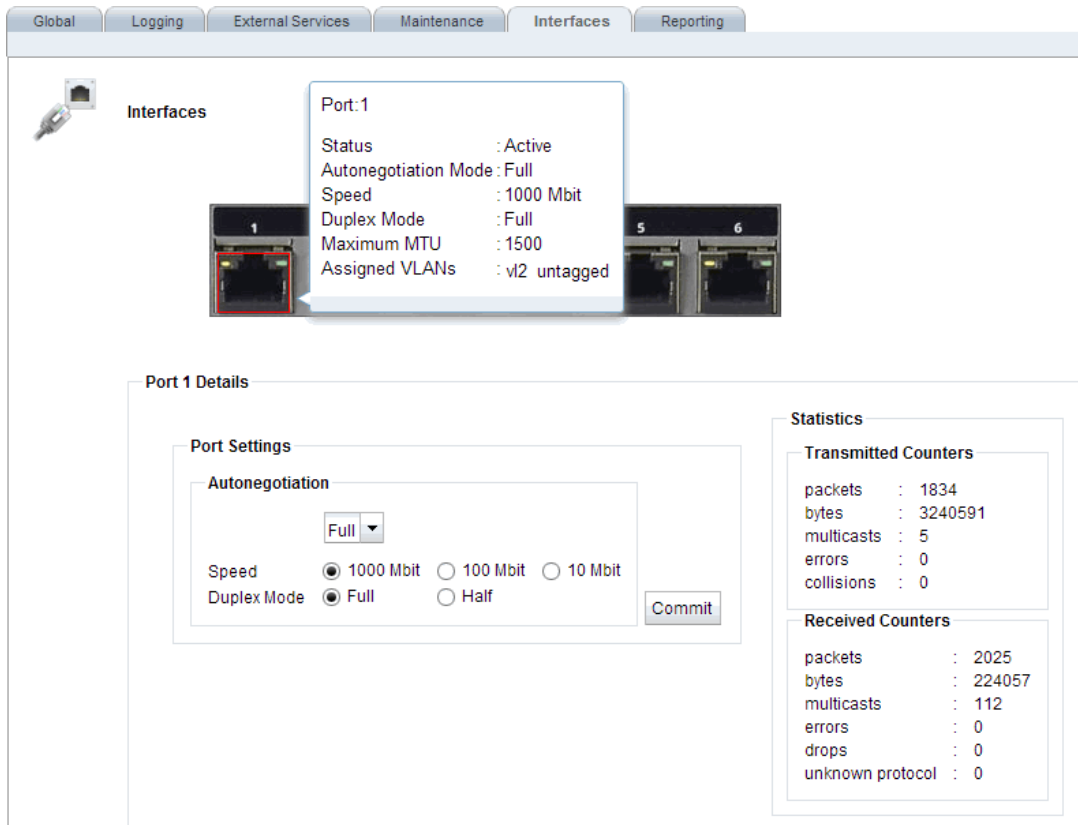 Global Logging External Services Maintenance Interfaces Reporting
Interfaces
Port:1
Status : Active
Autonegotiation Mode : Full
Speed : 1000 Mbit
Duplex Mode : Full
Maximum MTU : 1500
Assigned VLANs : vl2 untagged
1 5 6
Port 1 Details
Port Settings
Autonegotiation
Full
Speed 1000 Mbit 100 Mbit 10 Mbit
Duplex Mode Full Half
Commit
Statistics
Transmitted Counters
packets : 1834
bytes : 3240591
multicasts : 5
errors : 0
collisions : 0
Received Counters
packets : 2025
bytes : 224057
multicasts : 112
errors : 0
drops : 0
unknown protocol : 0